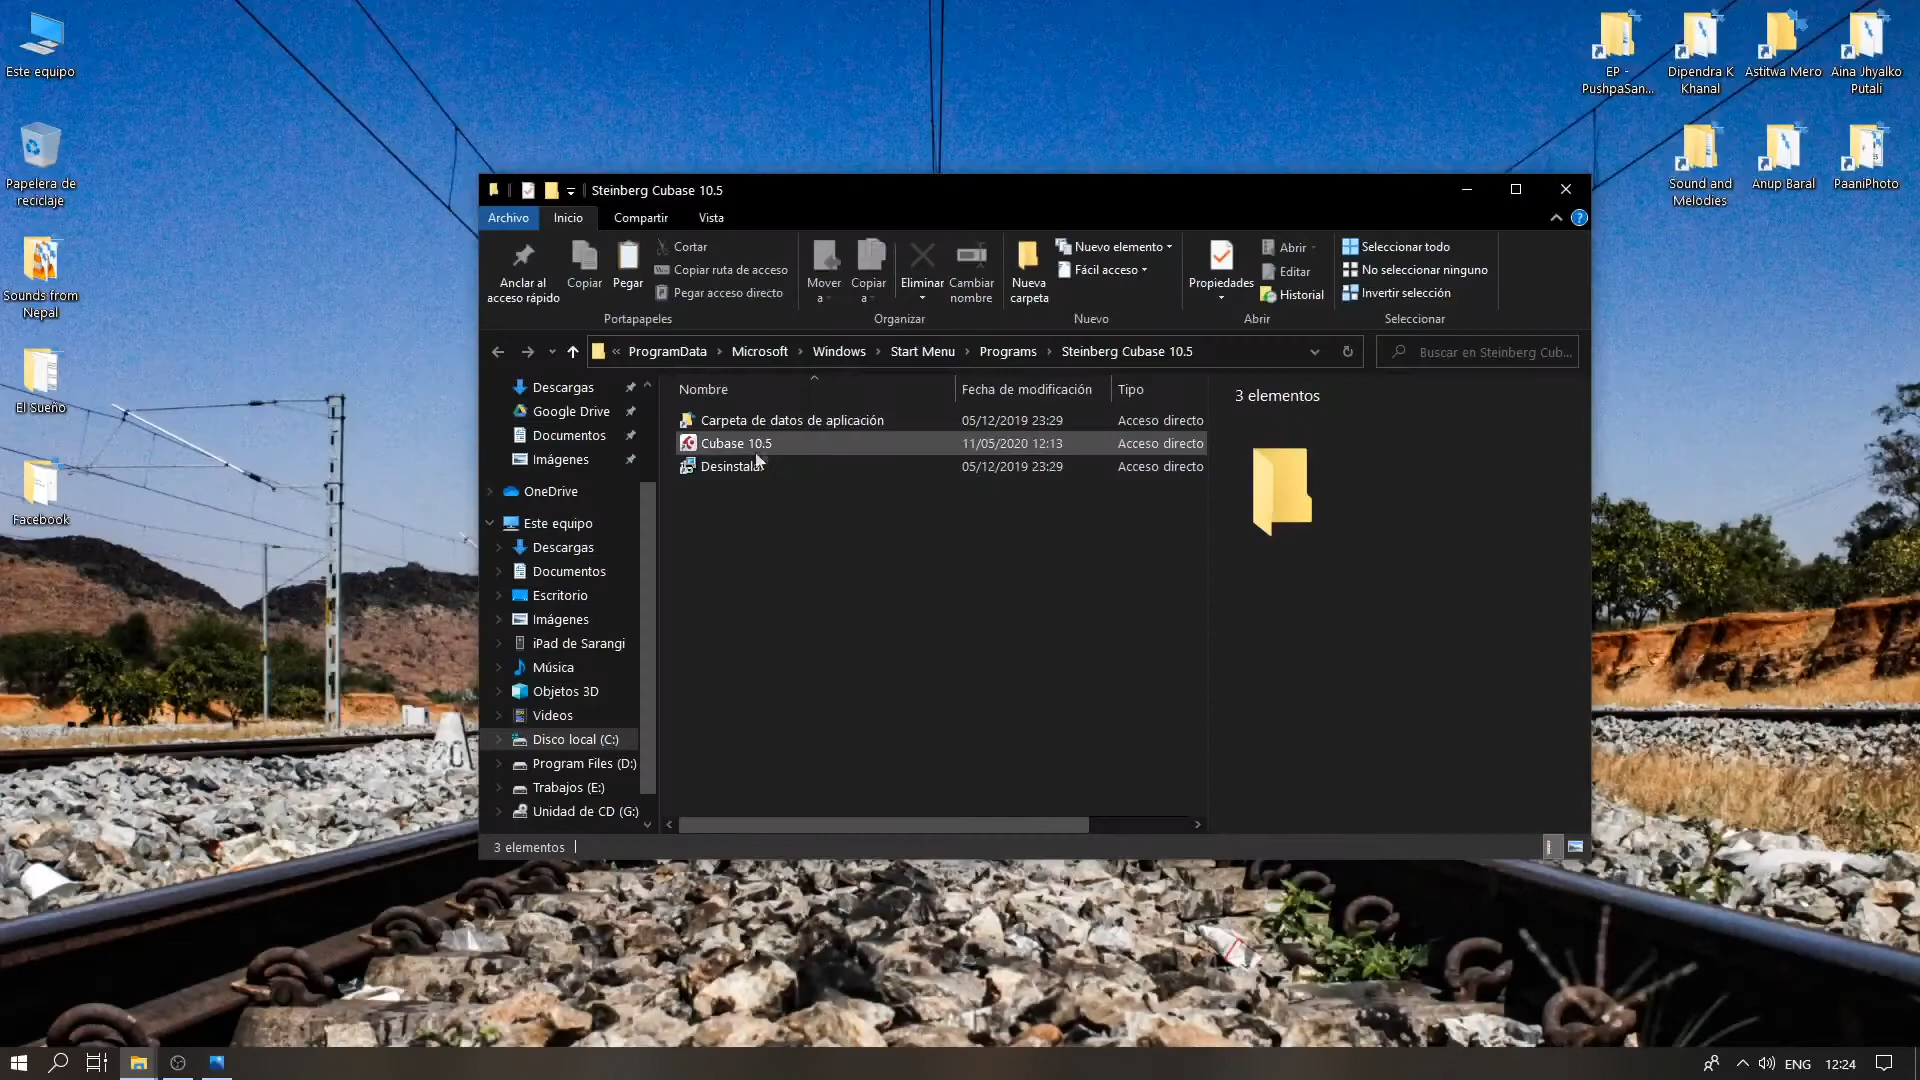 Este equipo
Papelera de
reciclaje
Sounds from
Nepal
El Sueño
Facebook
EP -
PushpaSan...
Dipendra K
Khanal
Astitwa Mero
Aina Jhyalko
Putali
Sound and
Melodies
Anup Baral
PaaniPhoto
Steinberg Cubase 10.5
Archivo
Inicio
Compartir
Vista
Anclar al
acceso rápido
Copiar
Pegar
Cortar
Copiar ruta de acceso
Pegar acceso directo
Portapapeles
Mover
a
Copiar
a
Eliminar
Cambiar
nombre
Organizar
Nueva
carpeta
Nuevo elemento
Fácil acceso
Nuevo
Propiedades
Abrir
Editar
Historial
Abrir
Seleccionar todo
No seleccionar ninguno
Invertir selección
Seleccionar
« ProgramData › Microsoft › Windows › Start Menu › Programs › Steinberg Cubase 10.5
Buscar en Steinberg Cub...
Descargas
Google Drive
Documentos
Imágenes
OneDrive
Este equipo
Descargas
Documentos
Escritorio
Imágenes
iPad de Sarangi
Música
Objetos 3D
Videos
Disco local (C:)
Program Files (D:)
Trabajos (E:)
Unidad de CD (G:)
Nombre Fecha de modificación Tipo
Carpeta de datos de aplicación 05/12/2019 23:29 Acceso directo
Cubase 10.5 11/05/2020 12:13 Acceso directo
Desinstalar 05/12/2019 23:29 Acceso directo
3 elementos
3 elementos
ENG
12:24